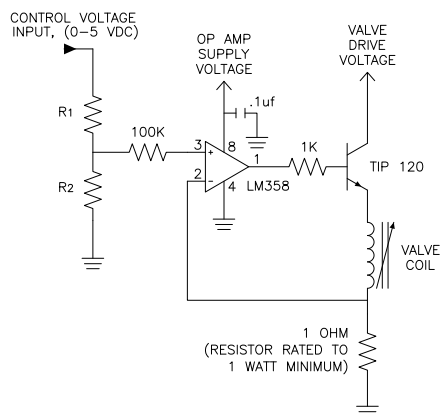 CONTROL VOLTAGE
INPUT, (0–5 VDC)
OP AMP
SUPPLY
VOLTAGE
VALVE
DRIVE
VOLTAGE
.1uf
R1
100K
3
+
8
1
1K
TIP 120
2
−
4
LM358
R2
VALVE
COIL
1 OHM
(RESISTOR RATED TO
1 WATT MINIMUM)